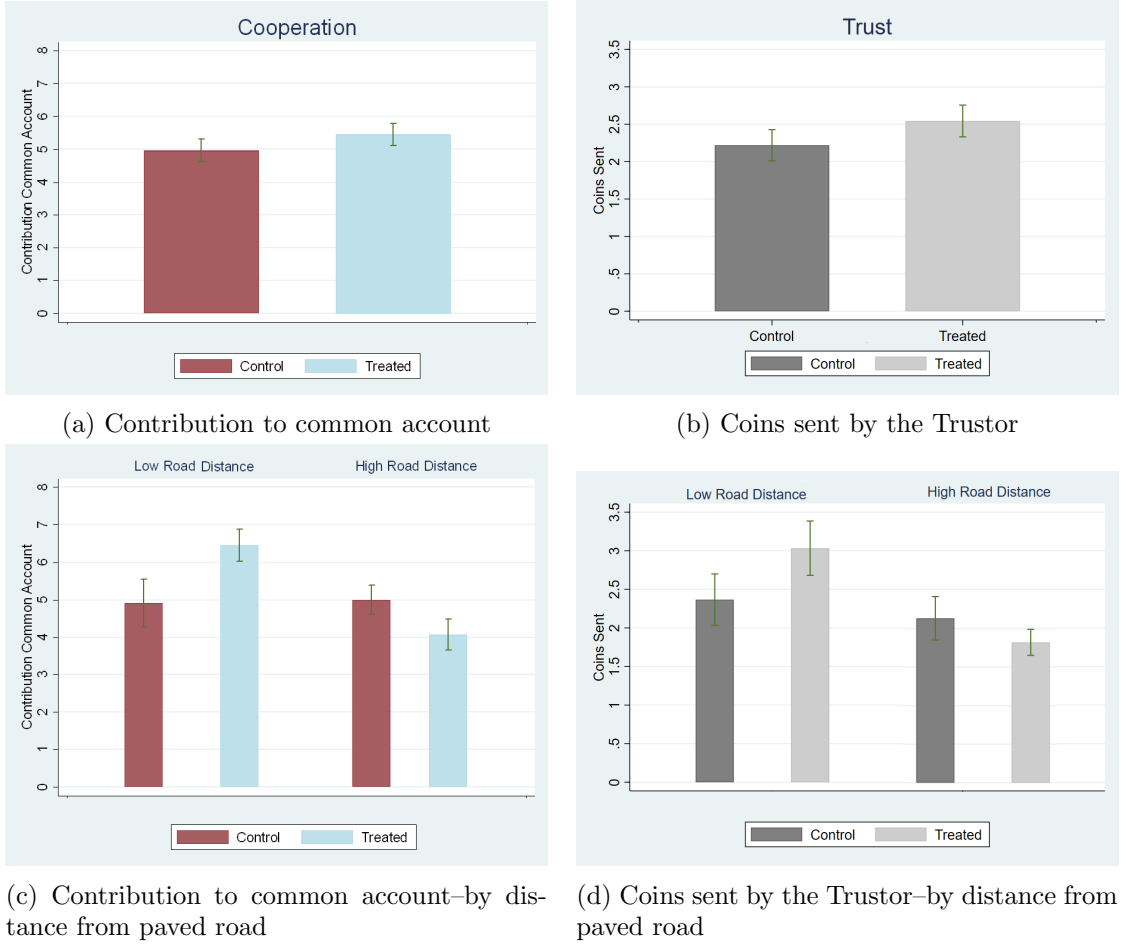 Cooperation
Contribution Common Account
8
7
6
5
4
3
2
1
0
Control Treated
(a) Contribution to common account
Trust
Coins Sent
3.5
3
2.5
2
1.5
1
.5
0
Control Treated
Control Treated
(b) Coins sent by the Trustor
Low Road Distance High Road Distance
Contribution Common Account
8
7
6
5
4
3
2
1
0
Control Treated
(c) Contribution to common account–by dis-
tance from paved road
Low Road Distance High Road Distance
Coins Sent
3.5
3
2.5
2
1.5
1
.5
0
Control Treated
(d) Coins sent by the Trustor–by distance from
paved road